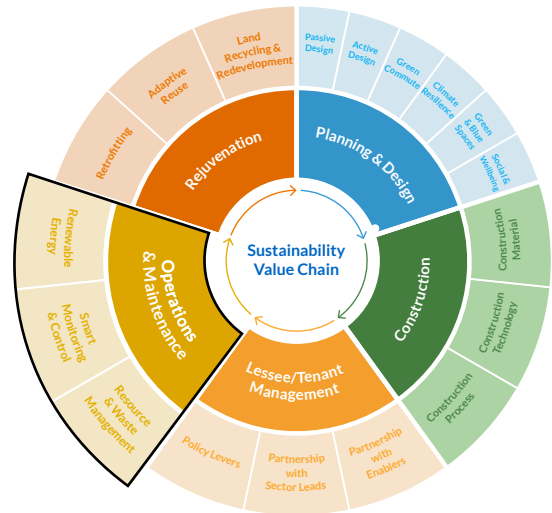 Sustainability
Value Chain
Planning & Design
Passive
Design
Active
Design
Green
Commute
Climate
Resilience
Green
& Blue
Spaces
Social &
Wellbeing
Construction
Construction
Material
Construction
Technology
Construction
Process
Lessee/Tenant
Management
Partnership
with
Enablers
Partnership
with
Sector Leads
Policy Levers
Operations
& Maintenance
Resource
& Waste
Management
Smart
Monitoring
& Control
Renewable
Energy
Rejuvenation
Retrofitting
Adaptive
Reuse
Land
Recycling &
Redevelopment